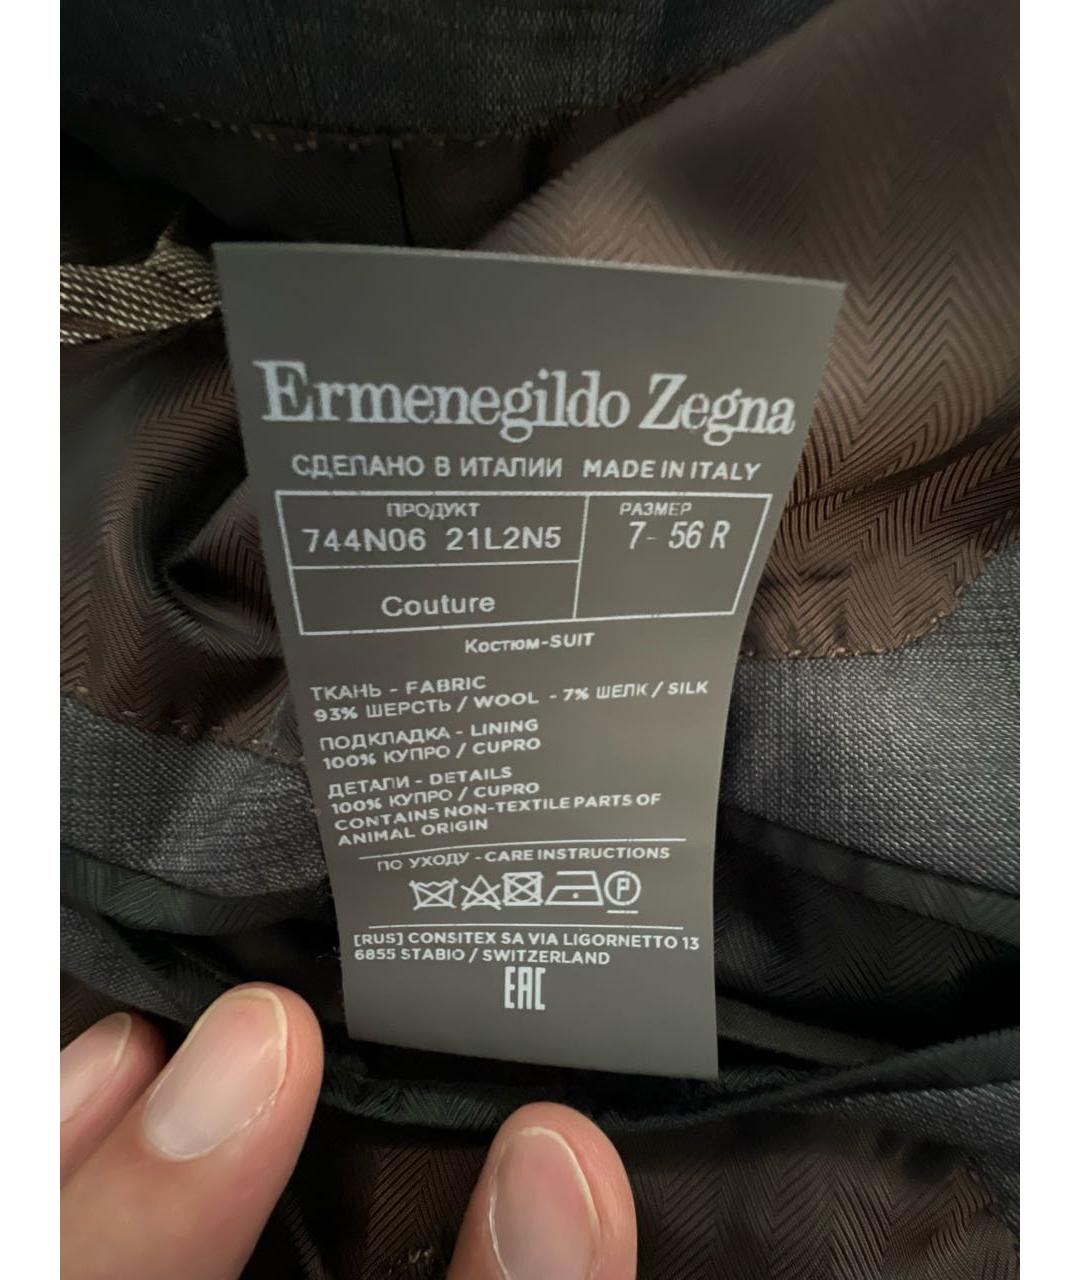 Ermenegildo Zegna
СДЕЛАНО В ИТАЛИИ MADE IN ITALY
ПРОДУКТ
744N06 21L2N5
Couture
РАЗМЕР
7- 56 R
Костюм-SUIT
ТКАНЬ - FABRIC
93% ШЕРСТЬ / WOOL - 7% ШЕЛК / SILK
ПОДКЛАДКА - LINING
100% КУПРО / CUPRO
ДЕТАЛИ - DETAILS
100% КУПРО / CUPRO
CONTAINS NON-TEXTILE PARTS OF
ANIMAL ORIGIN
ПО УХОДУ - CARE INSTRUCTIONS
P
[RUS] CONSITEX SA VIA LIGORNETTO 13
6855 STABIO / SWITZERLAND
EAC